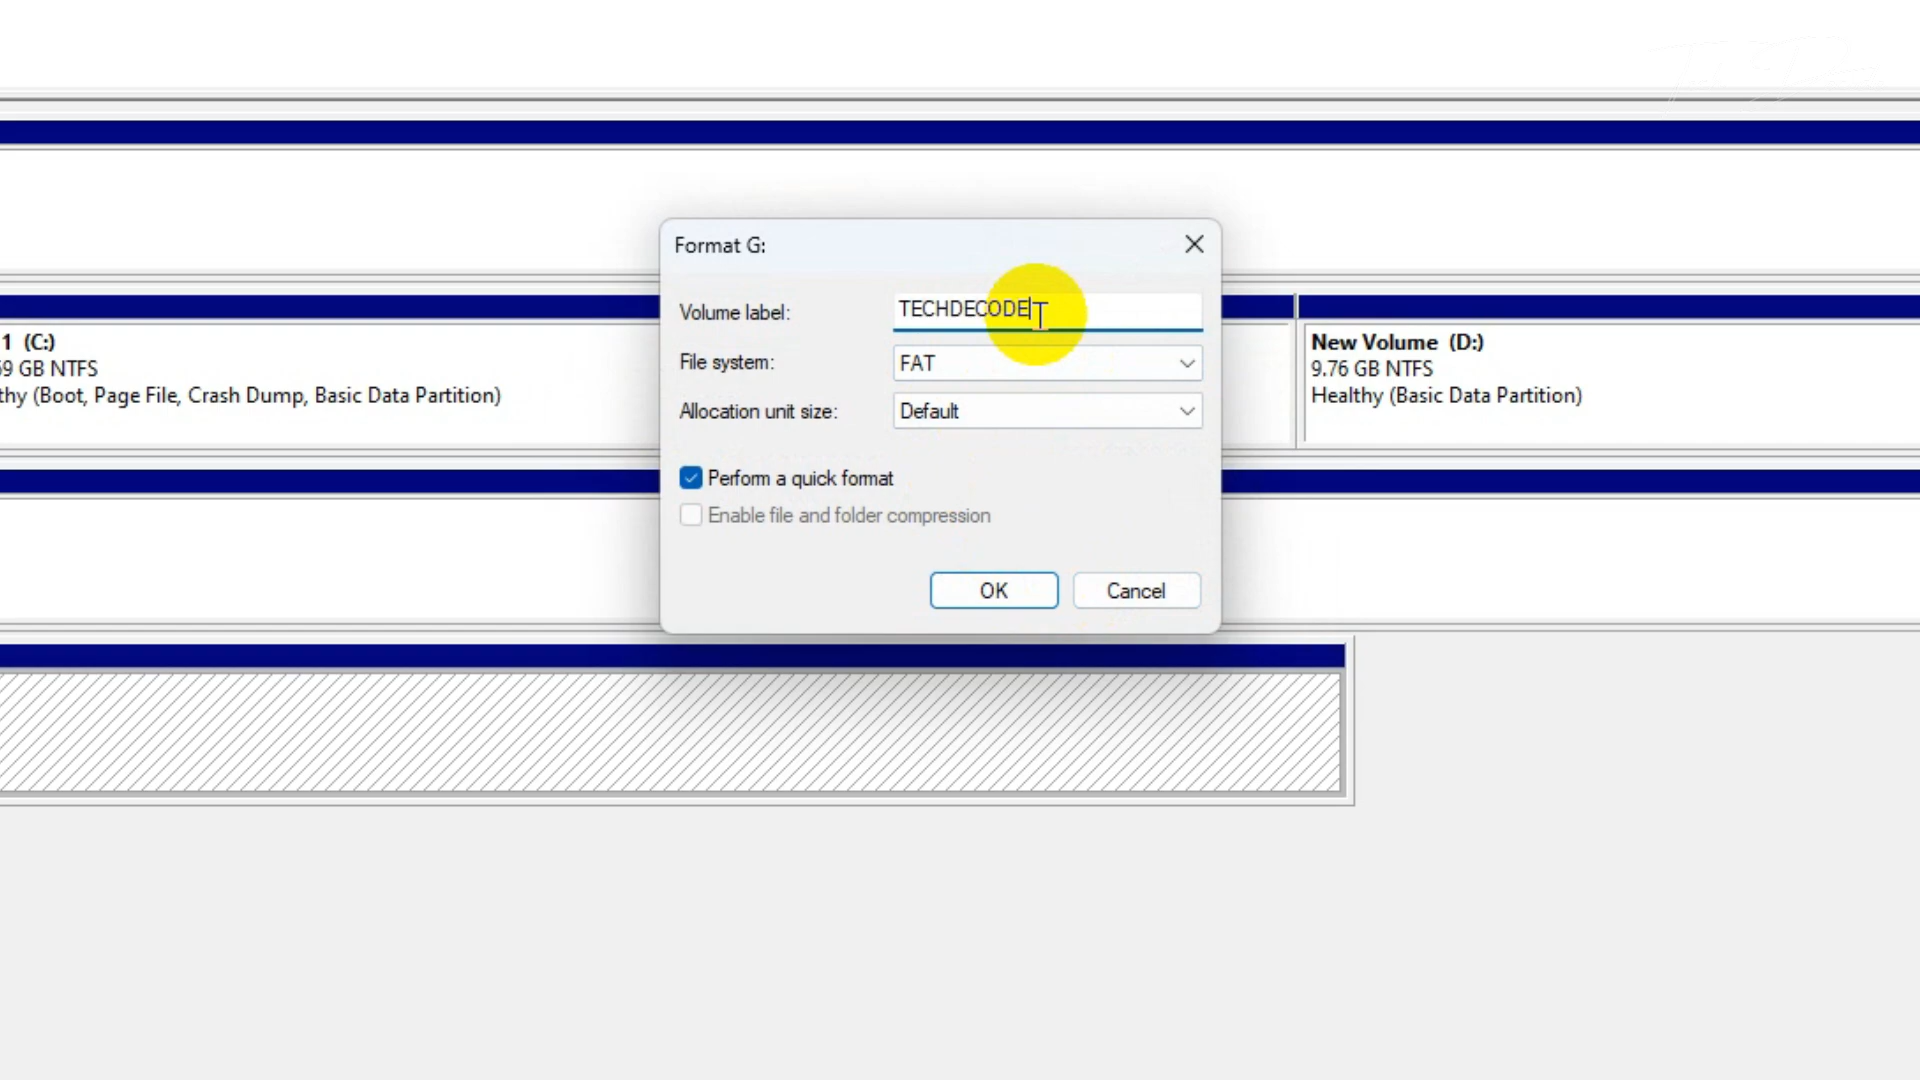 Format G:
Volume label: TECHDECODE
File system: FAT
Allocation unit size: Default
Perform a quick format
Enable file and folder compression
OK Cancel
1 (C:)
9 GB NTFS
thy (Boot, Page File, Crash Dump, Basic Data Partition)
New Volume (D:)
9.76 GB NTFS
Healthy (Basic Data Partition)